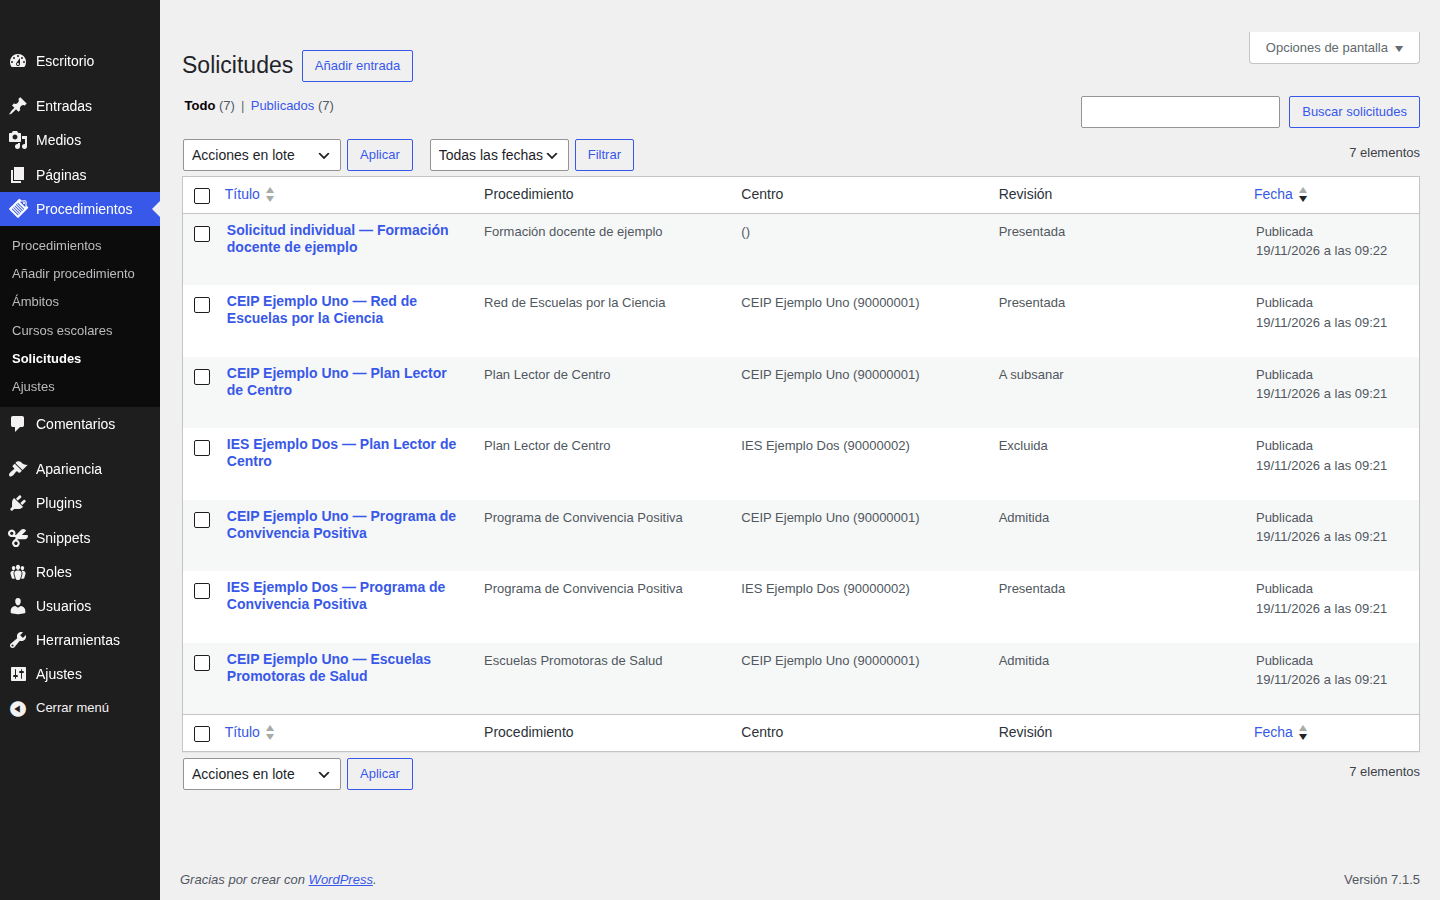 Escritorio
Entradas
Medios
Páginas
Procedimientos
Procedimientos
Añadir procedimiento
Ámbitos
Cursos escolares
Solicitudes
Ajustes
Comentarios
Apariencia
Plugins
Snippets
Roles
Usuarios
Herramientas
Ajustes
Cerrar menú
Opciones de pantalla
Solicitudes Añadir entrada
Todo (7) | Publicados (7)
Buscar solicitudes
Acciones en lote Aplicar Todas las fechas Filtrar 7 elementos
Título Procedimiento Centro Revisión Fecha
Solicitud individual — Formación Formación docente de ejemplo () Presentada Publicada
docente de ejemplo 19/11/2026 a las 09:22
CEIP Ejemplo Uno — Red de Red de Escuelas por la Ciencia CEIP Ejemplo Uno (90000001) Presentada Publicada
Escuelas por la Ciencia 19/11/2026 a las 09:21
CEIP Ejemplo Uno — Plan Lector Plan Lector de Centro CEIP Ejemplo Uno (90000001) A subsanar Publicada
de Centro 19/11/2026 a las 09:21
IES Ejemplo Dos — Plan Lector de Plan Lector de Centro IES Ejemplo Dos (90000002) Excluida Publicada
Centro 19/11/2026 a las 09:21
CEIP Ejemplo Uno — Programa de Programa de Convivencia Positiva CEIP Ejemplo Uno (90000001) Admitida Publicada
Convivencia Positiva 19/11/2026 a las 09:21
IES Ejemplo Dos — Programa de Programa de Convivencia Positiva IES Ejemplo Dos (90000002) Presentada Publicada
Convivencia Positiva 19/11/2026 a las 09:21
CEIP Ejemplo Uno — Escuelas Escuelas Promotoras de Salud CEIP Ejemplo Uno (90000001) Admitida Publicada
Promotoras de Salud 19/11/2026 a las 09:21
Título Procedimiento Centro Revisión Fecha
Acciones en lote Aplicar 7 elementos
Gracias por crear con WordPress. Versión 7.1.5